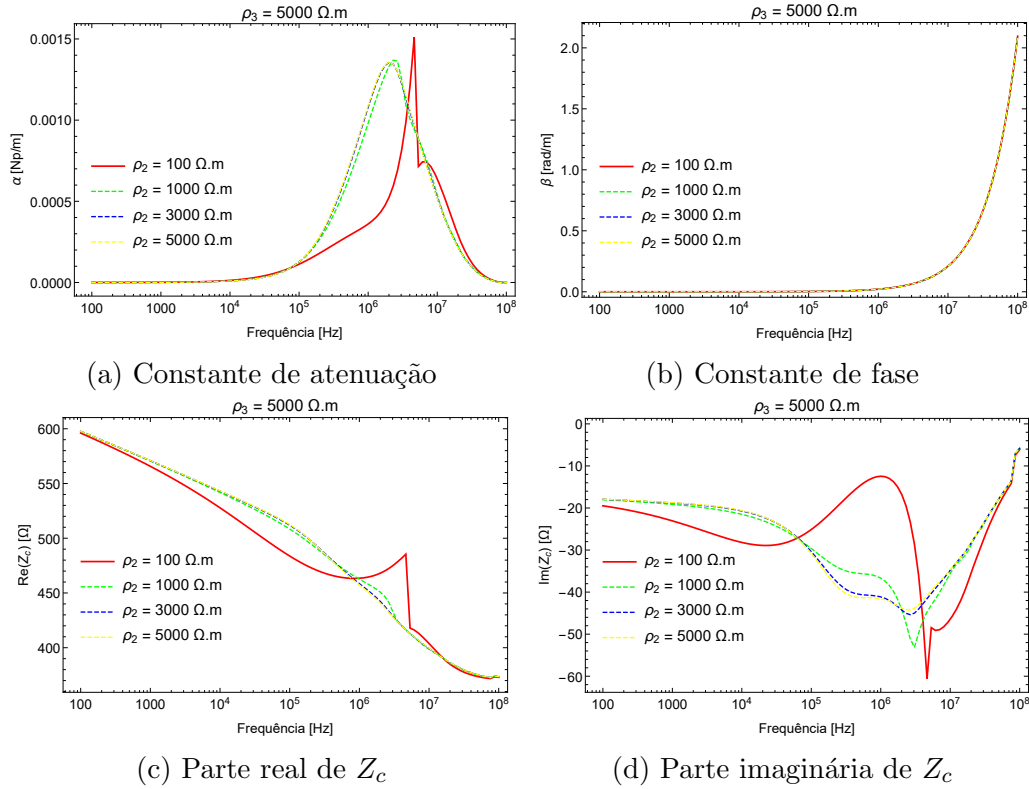 ρ3 = 5000 Ω.m
α [Np/m]
0.0015
0.0010
0.0005
0.0000
ρ2 = 100 Ω.m
ρ2 = 1000 Ω.m
ρ2 = 3000 Ω.m
ρ2 = 5000 Ω.m
100 1000 10^4 10^5 10^6 10^7 10^8
Frequência [Hz]
(a) Constante de atenuação
ρ3 = 5000 Ω.m
β [rad/m]
2.0
1.5
1.0
0.5
0.0
ρ2 = 100 Ω.m
ρ2 = 1000 Ω.m
ρ2 = 3000 Ω.m
ρ2 = 5000 Ω.m
100 1000 10^4 10^5 10^6 10^7 10^8
Frequência [Hz]
(b) Constante de fase
ρ3 = 5000 Ω.m
Re(Zc) [Ω]
600
550
500
450
400
ρ2 = 100 Ω.m
ρ2 = 1000 Ω.m
ρ2 = 3000 Ω.m
ρ2 = 5000 Ω.m
100 1000 10^4 10^5 10^6 10^7 10^8
Frequência [Hz]
(c) Parte real de Zc
ρ3 = 5000 Ω.m
Im(Zc) [Ω]
0
−10
−20
−30
−40
−50
−60
ρ2 = 100 Ω.m
ρ2 = 1000 Ω.m
ρ2 = 3000 Ω.m
ρ2 = 5000 Ω.m
100 1000 10^4 10^5 10^6 10^7 10^8
Frequência [Hz]
(d) Parte imaginária de Zc